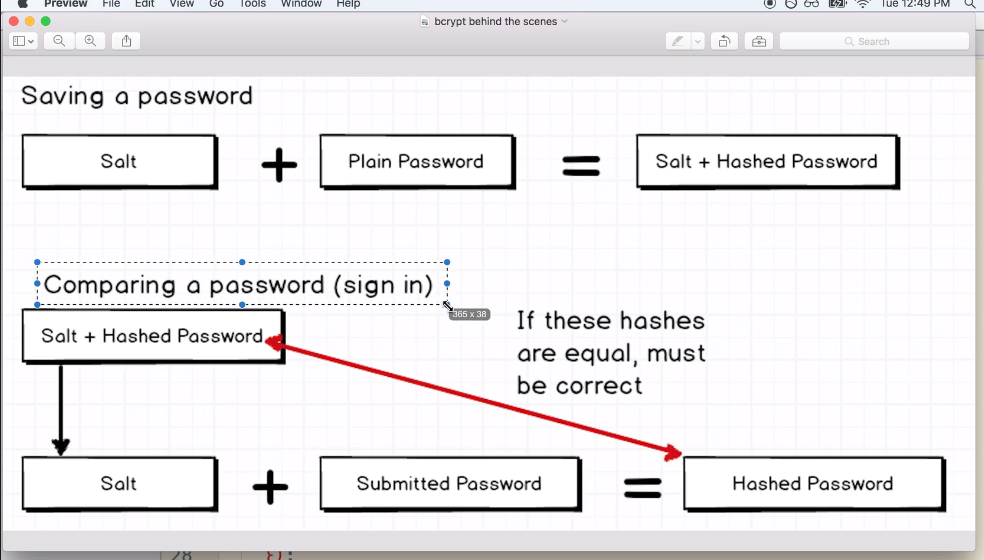 Preview File Edit View Go Tools Window Help Tue 12:49 PM
bcrypt behind the scenes
Search
Saving a password
Salt + Plain Password = Salt + Hashed Password
Comparing a password (sign in)
365 x 38
Salt + Hashed Password
If these hashes
are equal, must
be correct
Salt + Submitted Password = Hashed Password
28 });